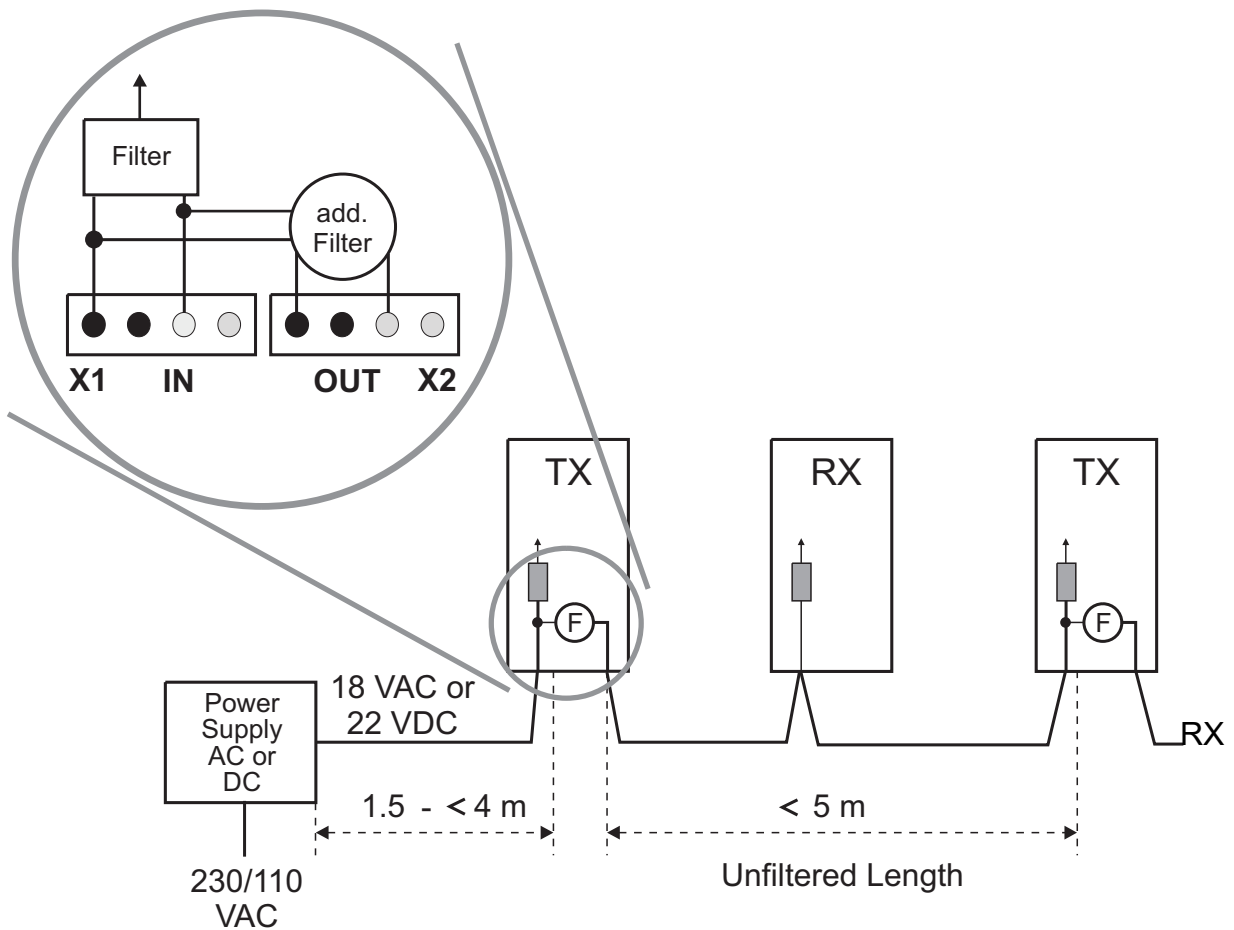 Filter
add.
Filter
X1 IN OUT X2
TX RX TX
F F
18 VAC or
22 VDC
Power
Supply
AC or
DC
RX
1.5 - < 4 m
< 5 m
Unfiltered Length
230/110
VAC